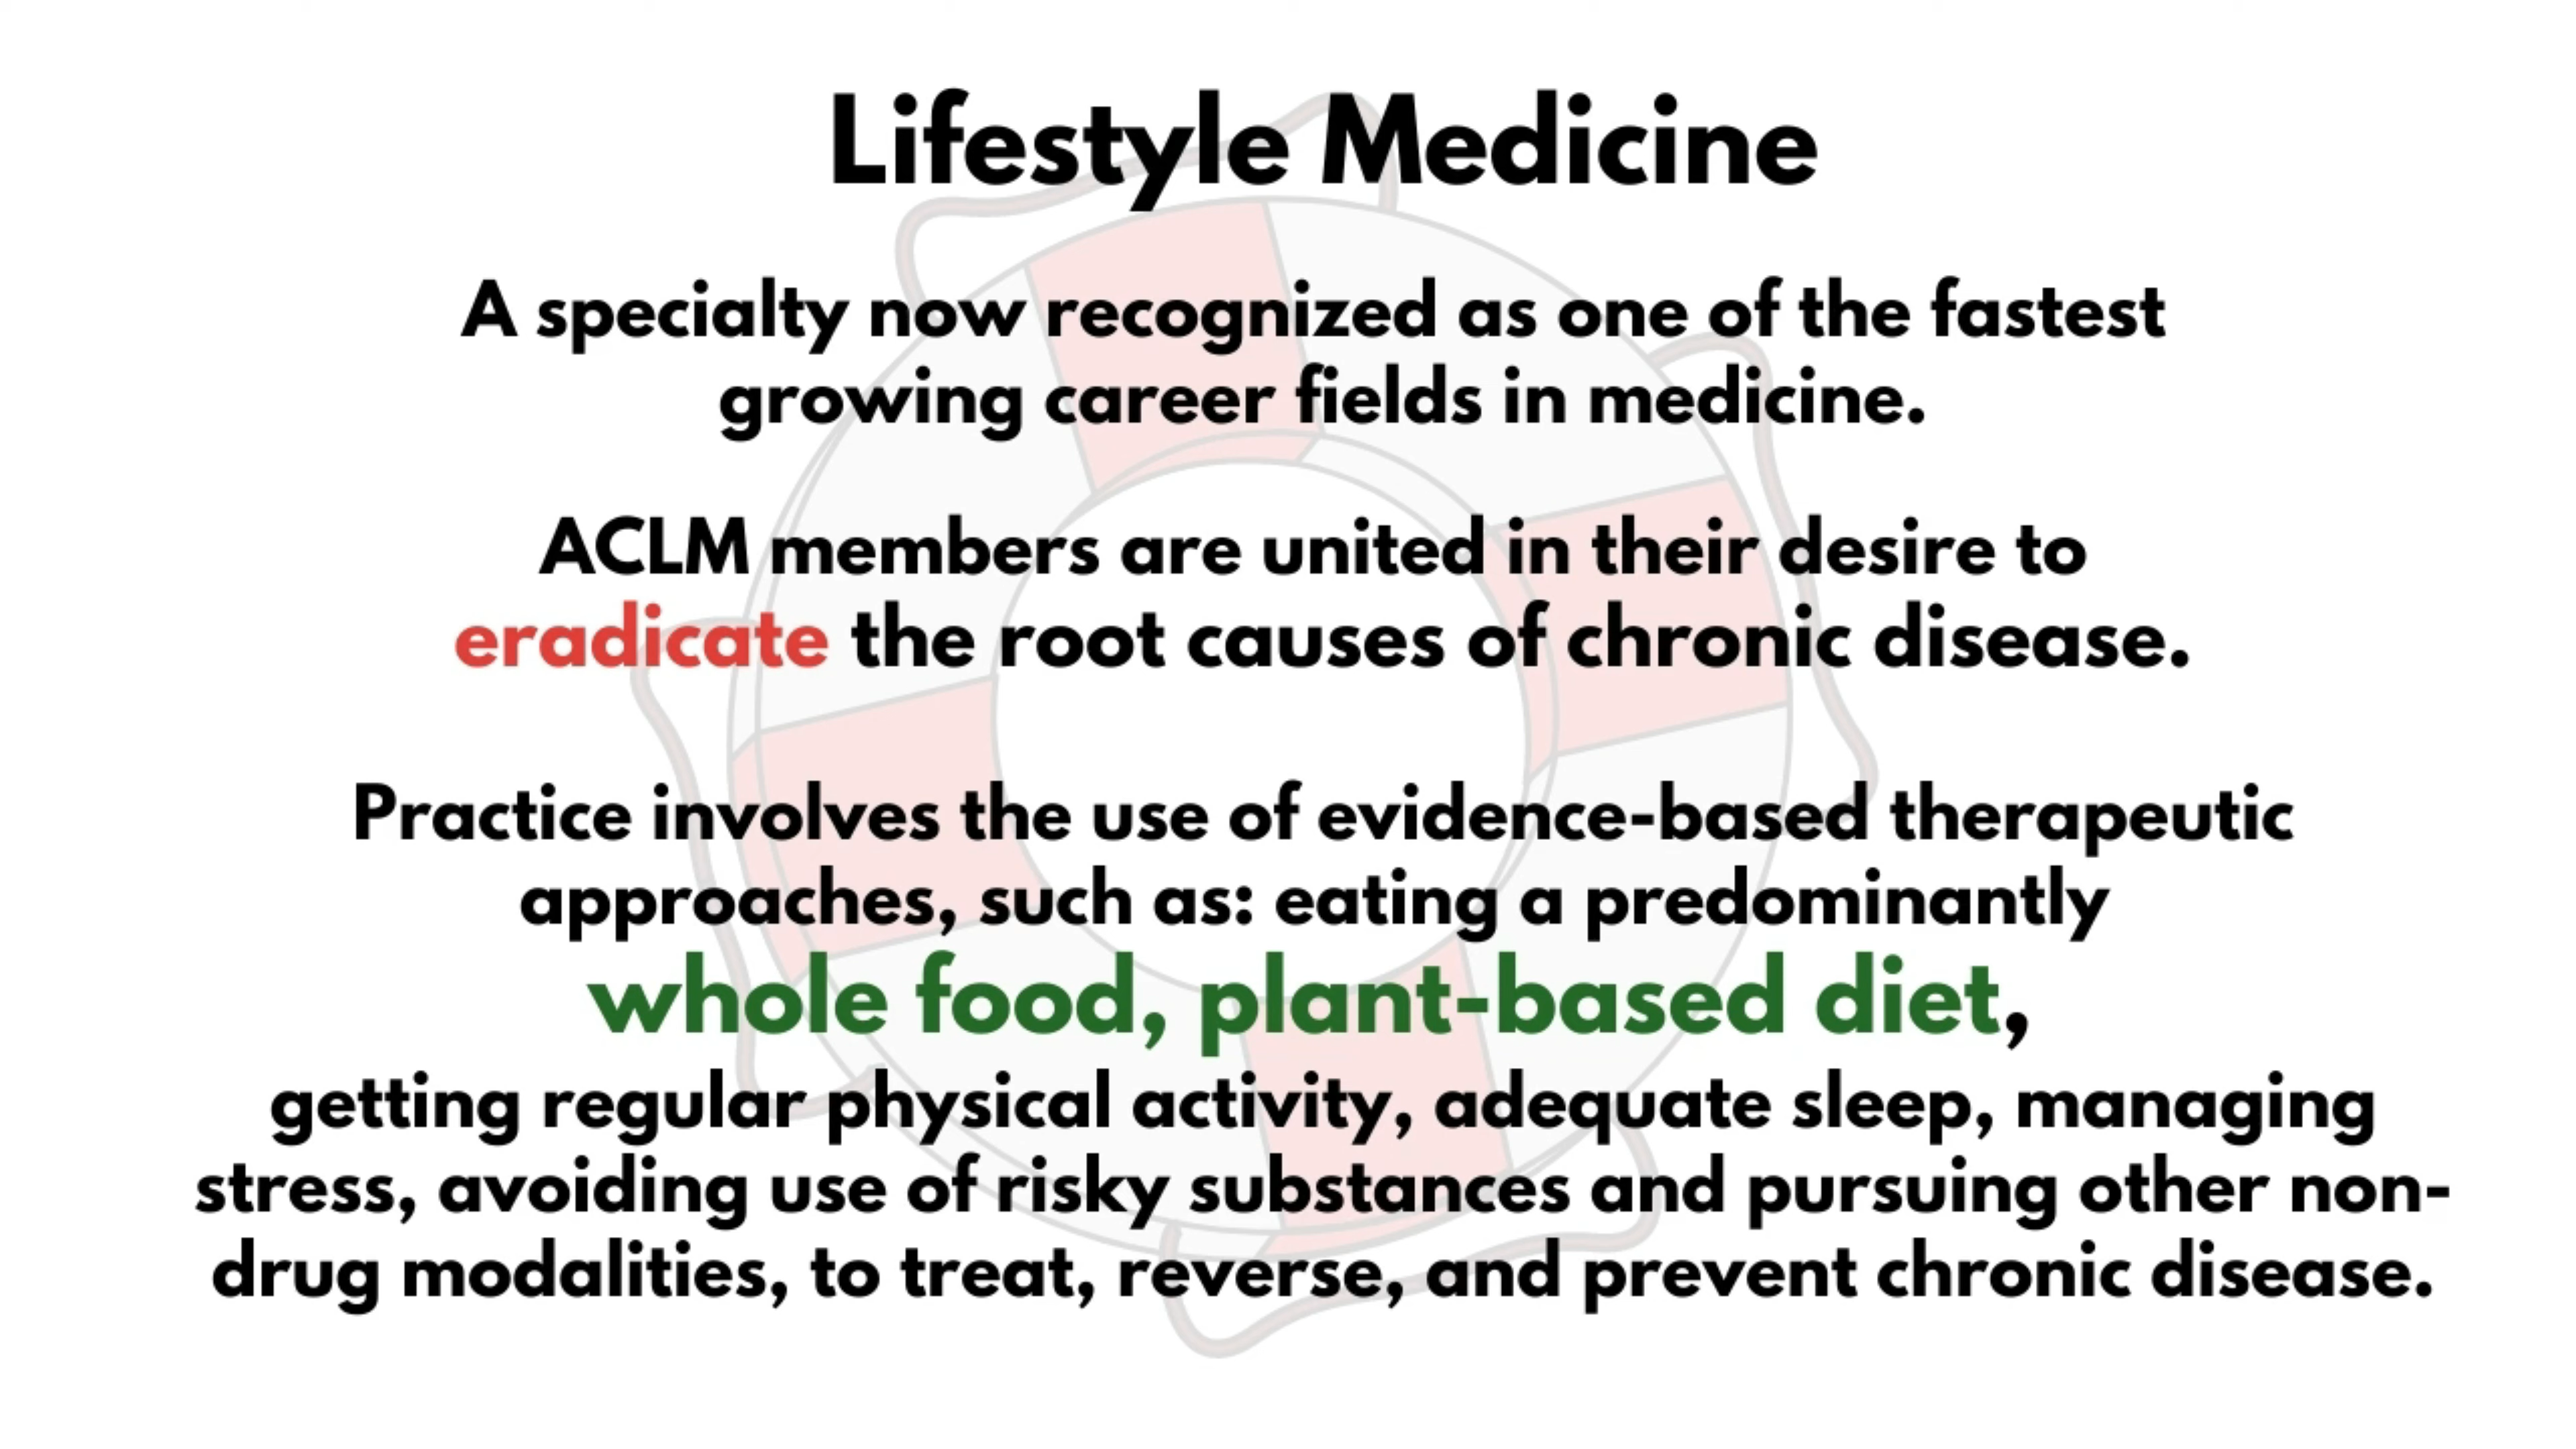 Lifestyle Medicine
A specialty now recognized as one of the fastest
growing career fields in medicine.
ACLM members are united in their desire to
eradicate the root causes of chronic disease.
Practice involves the use of evidence-based therapeutic
approaches, such as: eating a predominantly
whole food, plant-based diet,
getting regular physical activity, adequate sleep, managing
stress, avoiding use of risky substances and pursuing other non-
drug modalities, to treat, reverse, and prevent chronic disease.